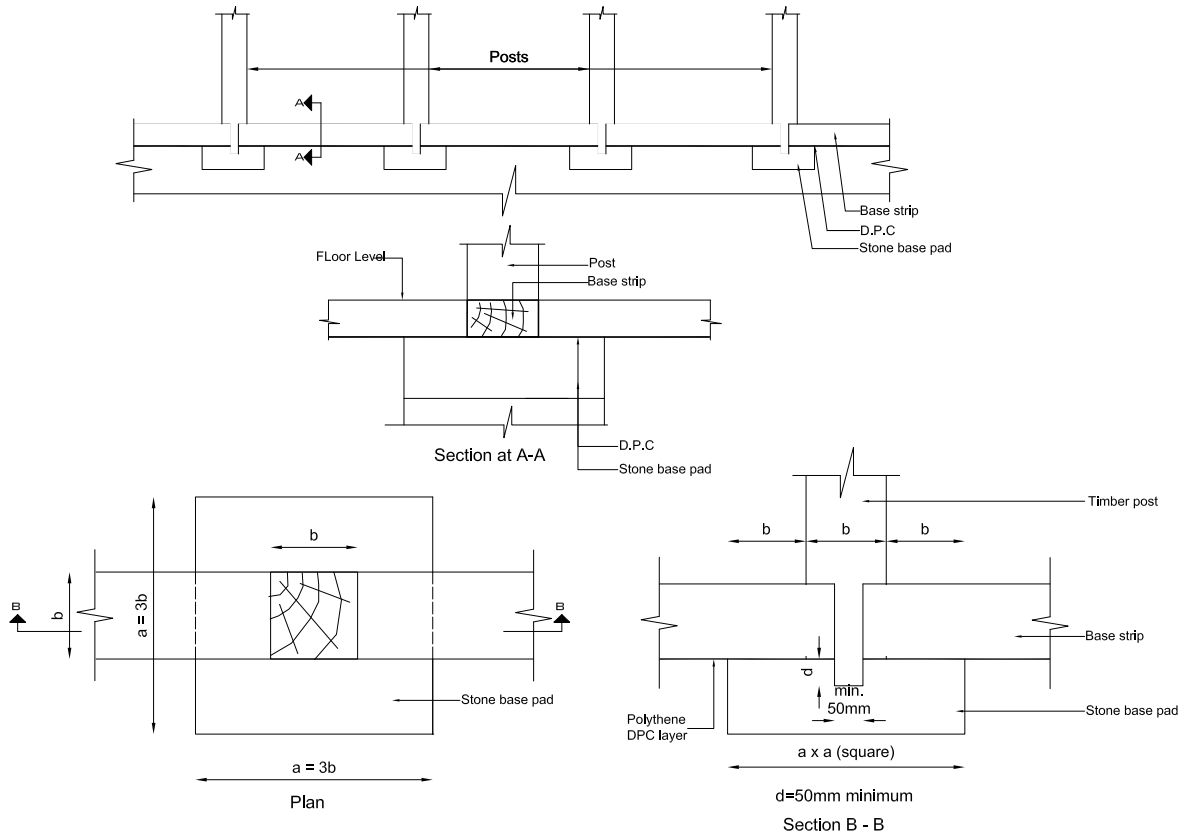 Posts
A
A
Base strip
D.P.C
Stone base pad
FLoor Level
Post
Base strip
D.P.C
Stone base pad
Section at A-A
Timber post
b
b
b
b
B
b
a = 3b
B
Base strip
d
Stone base pad
min.
50mm
Stone base pad
Polythene
DPC layer
a x a (square)
a = 3b
Plan
d=50mm minimum
Section B - B